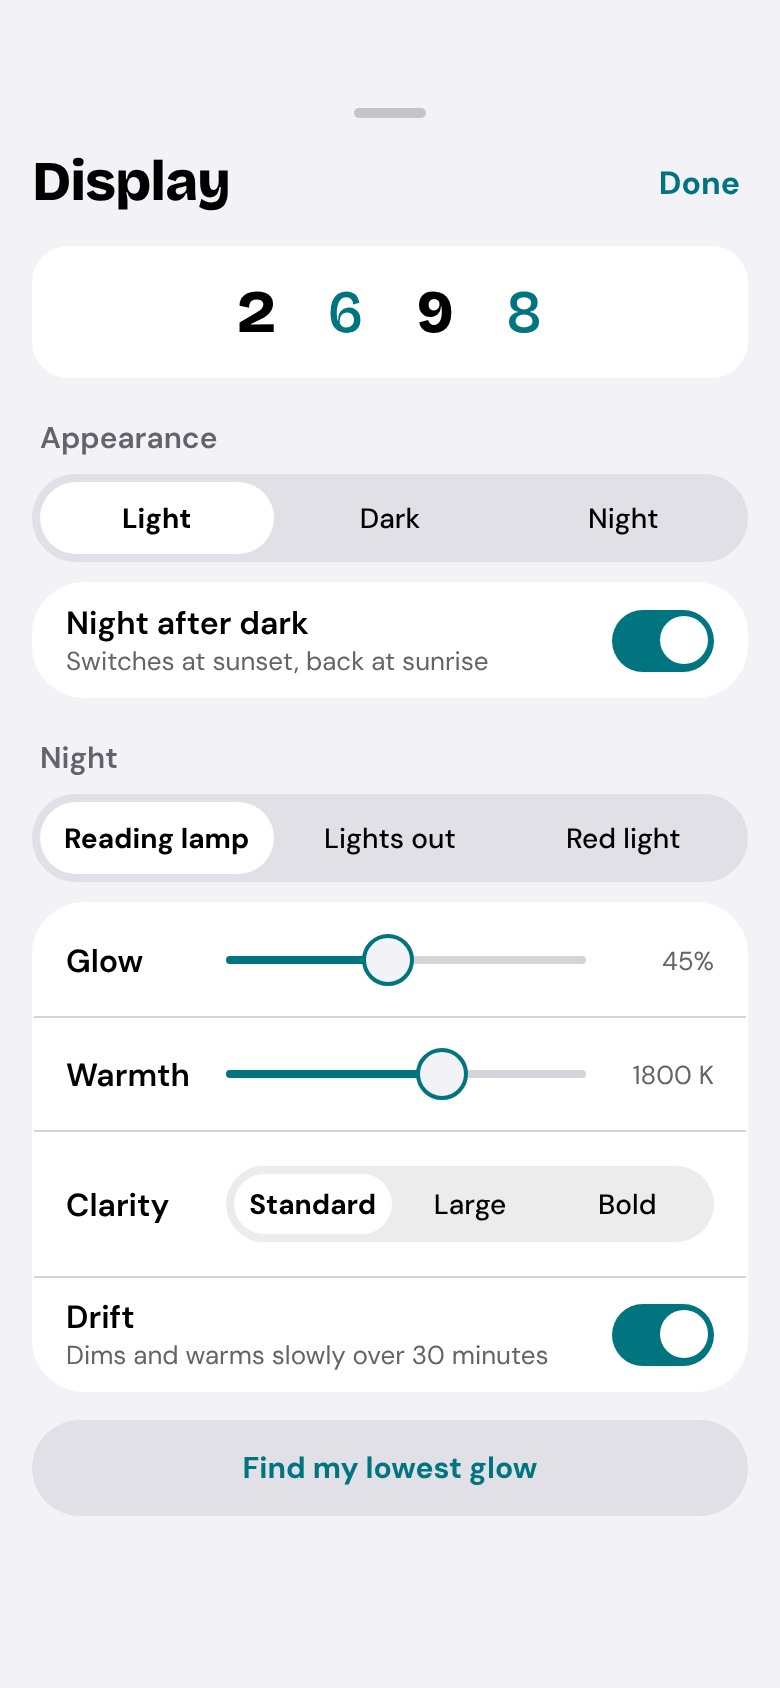 Display
Done
2 6 9 8
Appearance
Light Dark Night
Night after dark
Switches at sunset, back at sunrise
Night
Reading lamp Lights out Red light
Glow 45%
Warmth 1800 K
Clarity Standard Large Bold
Drift
Dims and warms slowly over 30 minutes
Find my lowest glow